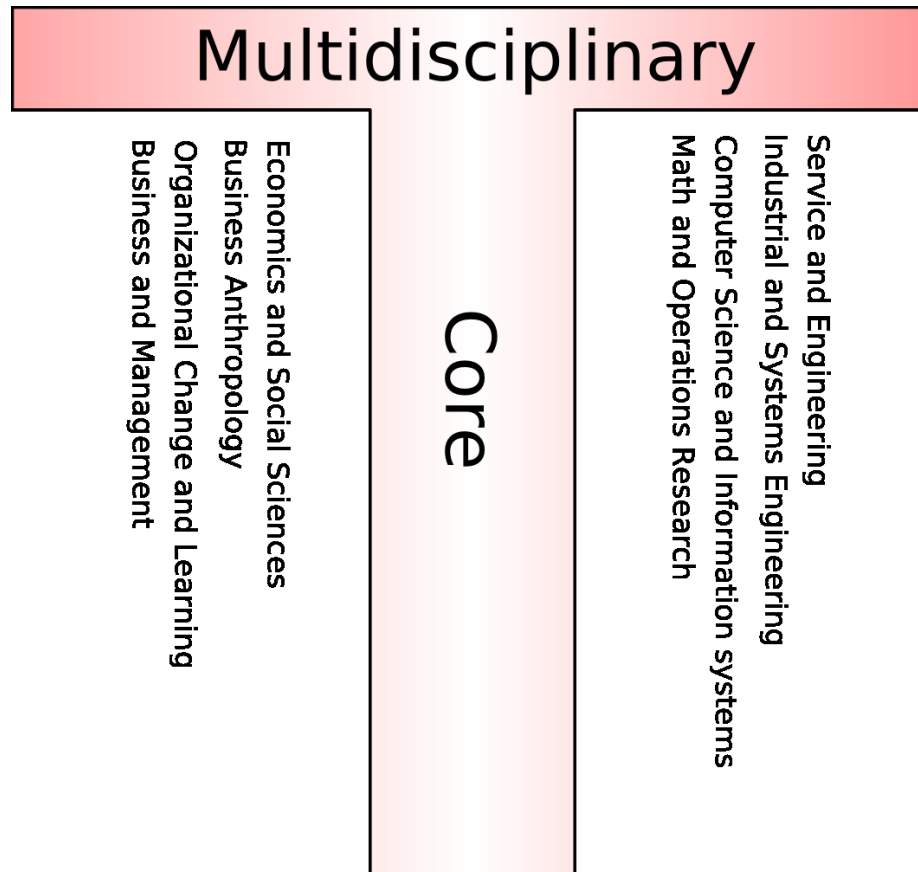 Multidisciplinary
Economics and Social Sciences
Business Anthropology
Organizational Change and Learning
Business and Management
Core
Service and Engineering
Industrial and Systems Engineering
Computer Science and Information systems
Math and Operations Research